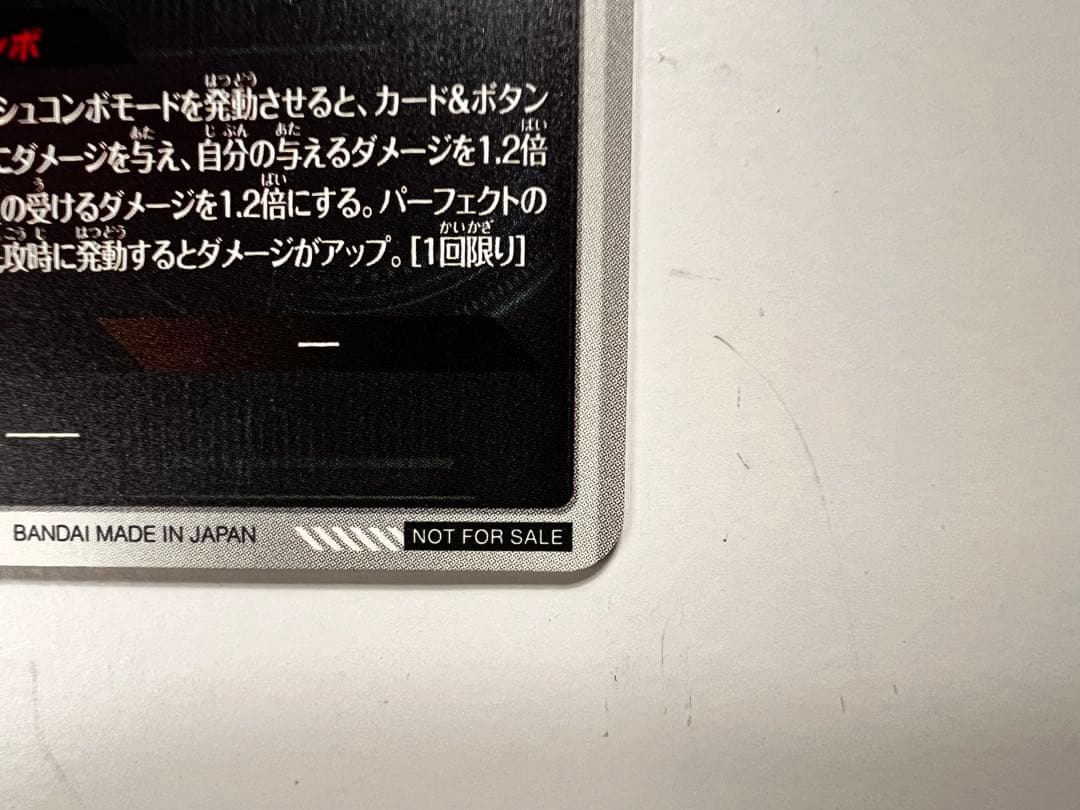 ンボ
シュコンボモードを発動させると、カード&ボタン
にダメージを与え、自分の与えるダメージを1.2倍
の受けるダメージを1.2倍にする。パーフェクトの
攻時に発動するとダメージがアップ。[1回限り]
BANDAI MADE IN JAPAN
NOT FOR SALE